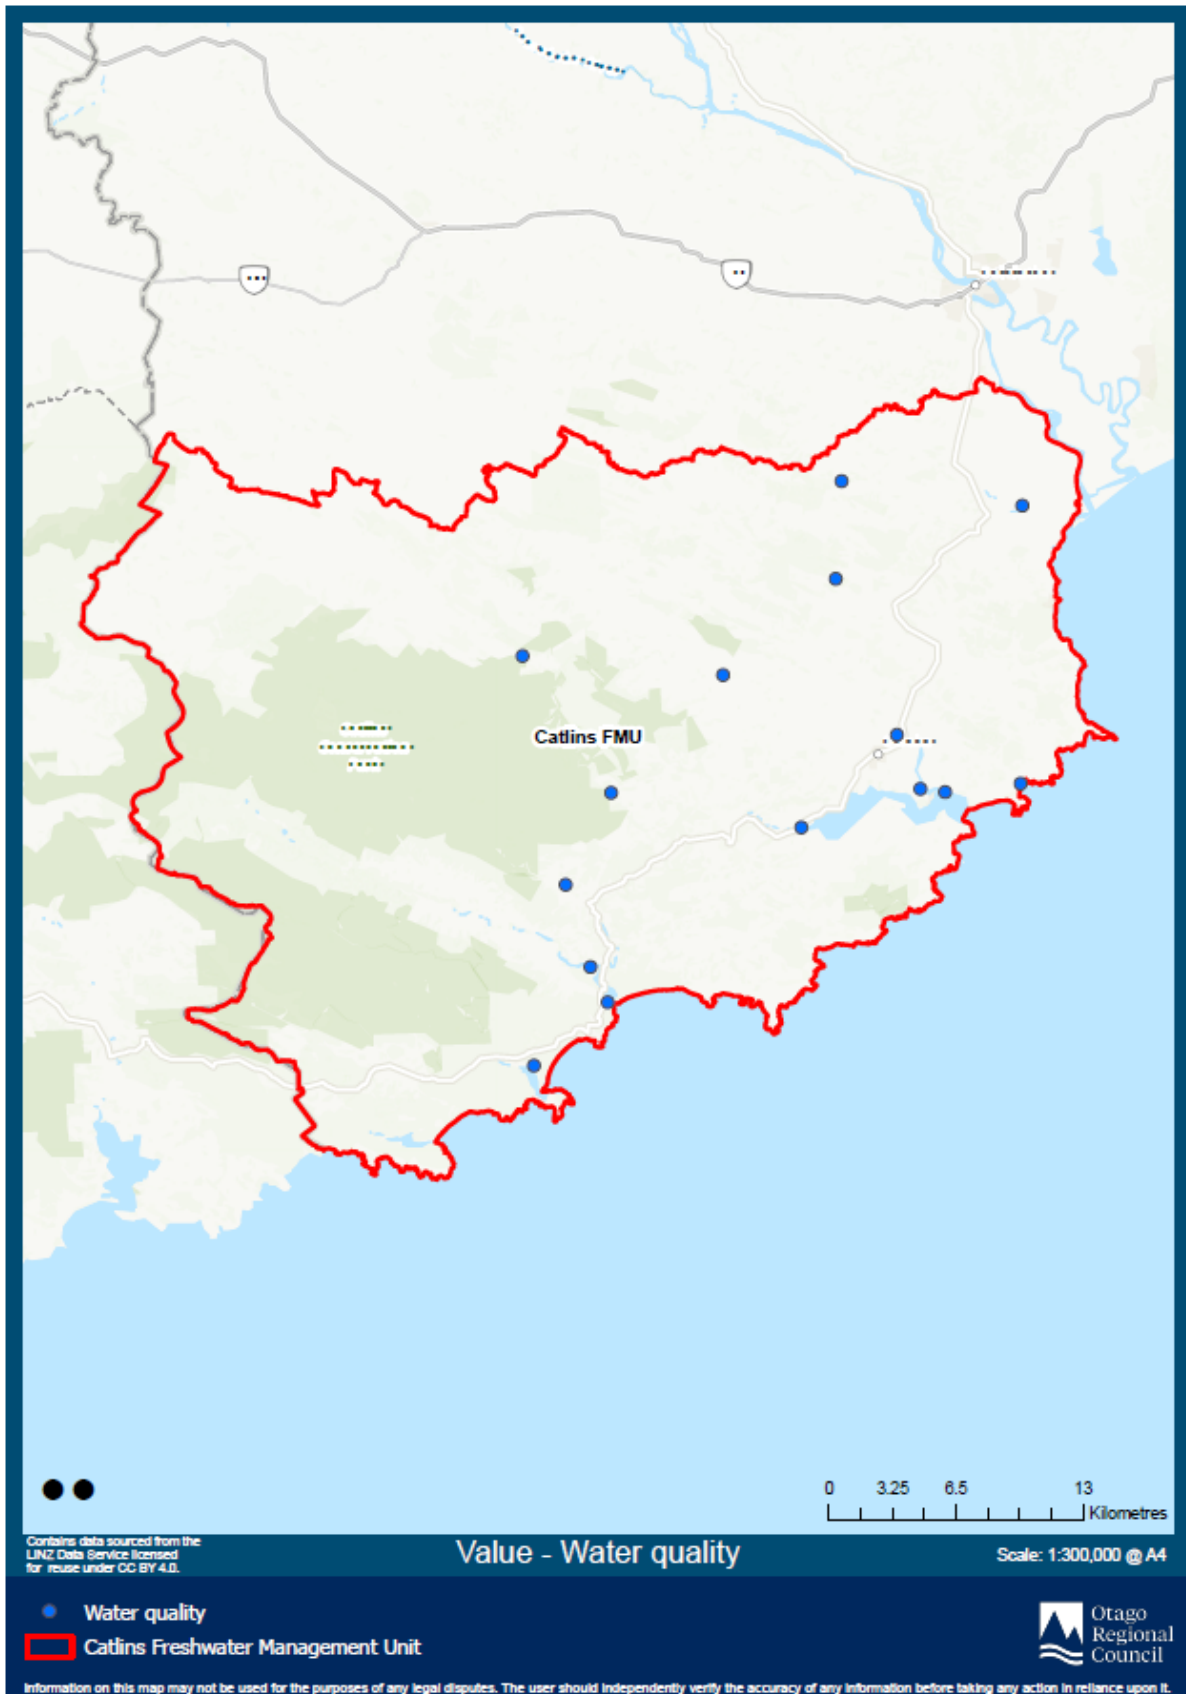 Catlins FMU
0 3.25 6.5 13
Kilometres
Contains data sourced from the
LINZ Data Service licensed
for reuse under CC BY 4.0.
Value - Water quality
Scale: 1:300,000 @ A4
Water quality
Catlins Freshwater Management Unit
Otago
Regional
Council
Information on this map may not be used for the purposes of any legal disputes. The user should independently verify the accuracy of any information before taking any action in reliance upon it.